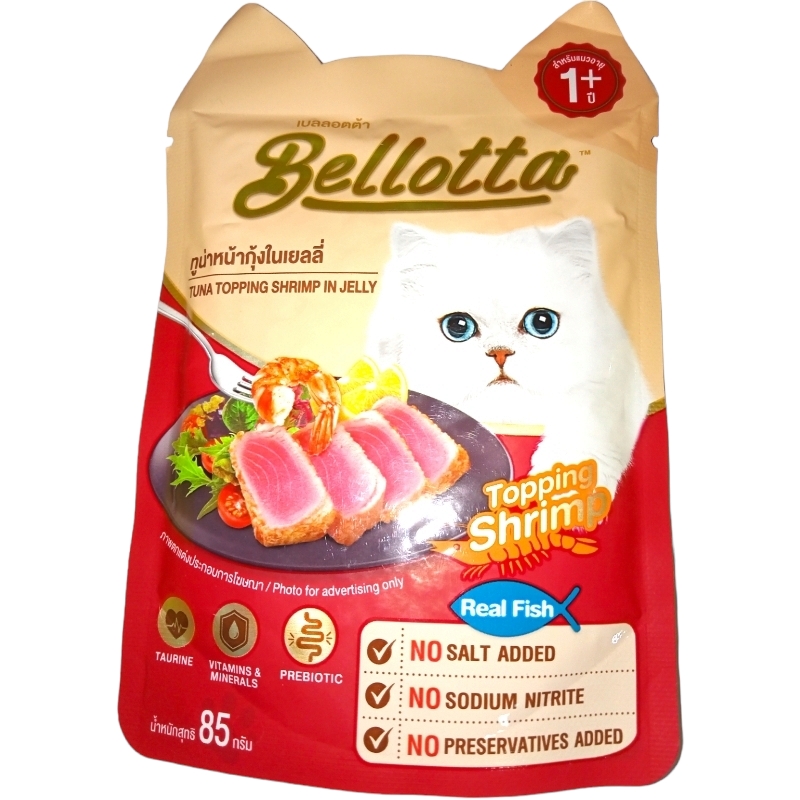 สำหรับแมวอายุ
1+
ปี
เบลลอตต้า
Bellotta™
ทูน่าหน้ากุ้งในเยลลี่
TUNA TOPPING SHRIMP IN JELLY
Topping
Shrimp
ภาพตกแต่งประกอบการโฆษณา / Photo for advertising only
Real Fish
TAURINE
VITAMINS &
MINERALS
PREBIOTIC
NO SALT ADDED
NO SODIUM NITRITE
NO PRESERVATIVES ADDED
น้ำหนักสุทธิ 85 กรัม